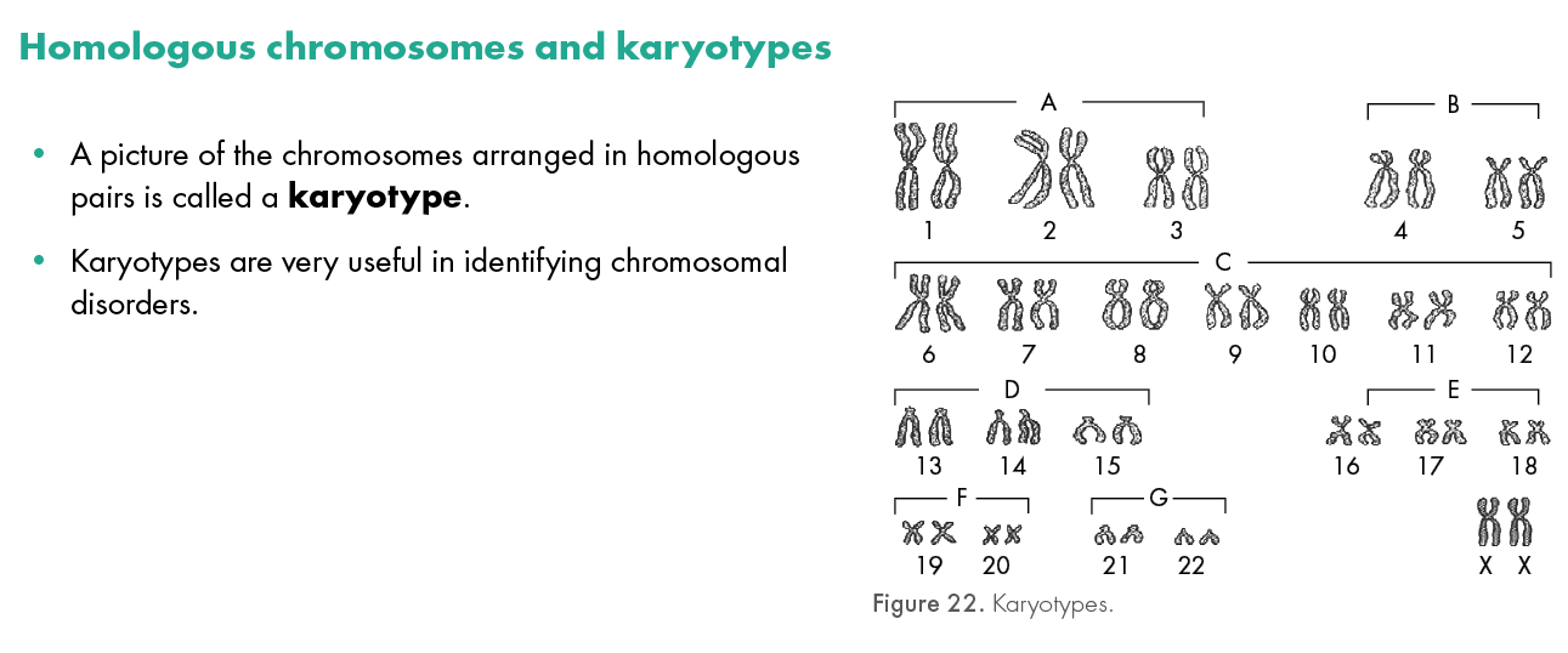 Homologous chromosomes and karyotypes
• A picture of the chromosomes arranged in homologous
pairs is called a karyotype.
• Karyotypes are very useful in identifying chromosomal
disorders.
A B
1 2 3 4 5
C
6 7 8 9 10 11 12
D E
13 14 15 16 17 18
F G
19 20 21 22 X X
Figure 22. Karyotypes.